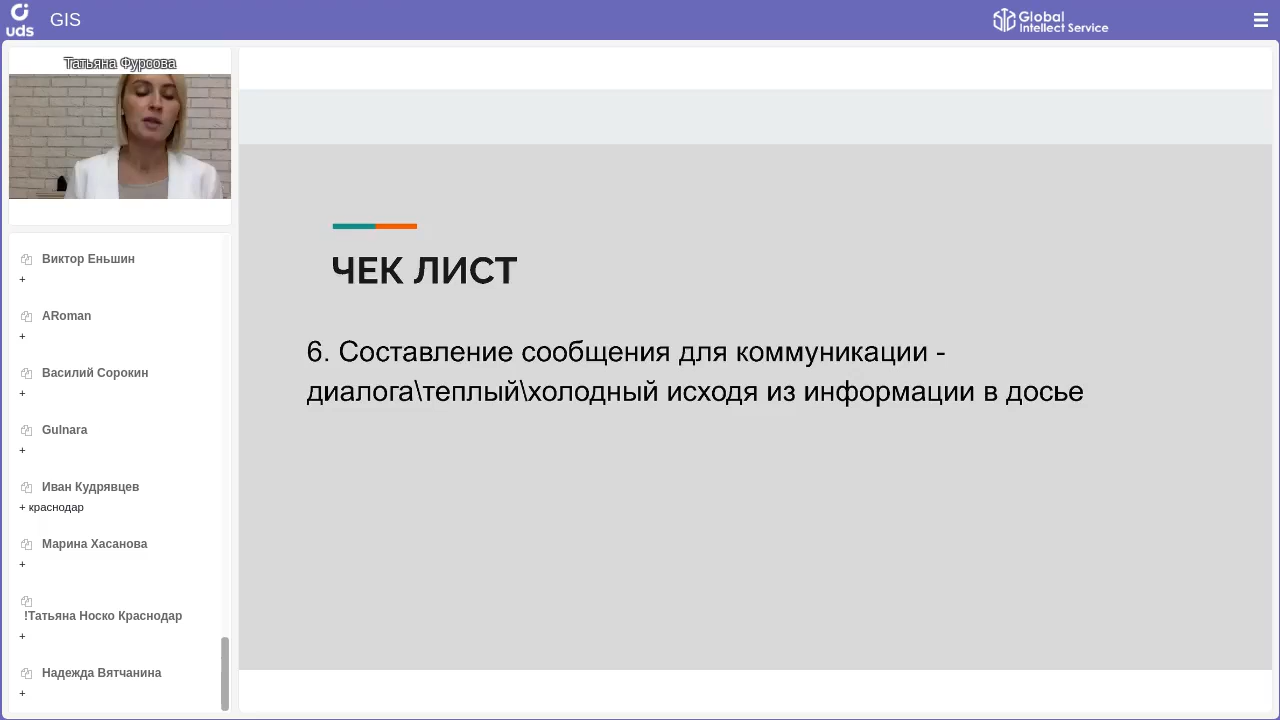 uds
GIS
Global
Intellect Service
Татьяна Фурсова
Виктор Еньшин
+
ARoman
+
Василий Сорокин
+
Gulnara
+
Иван Кудрявцев
+ краснодар
Марина Хасанова
+
!Татьяна Носко Краснодар
+
Надежда Вятчанина
+
ЧЕК ЛИСТ
6. Составление сообщения для коммуникации -
диалога\теплый\холодный исходя из информации в досье